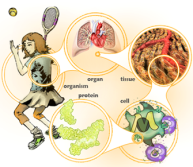 organ tissue
organism
protein
cell